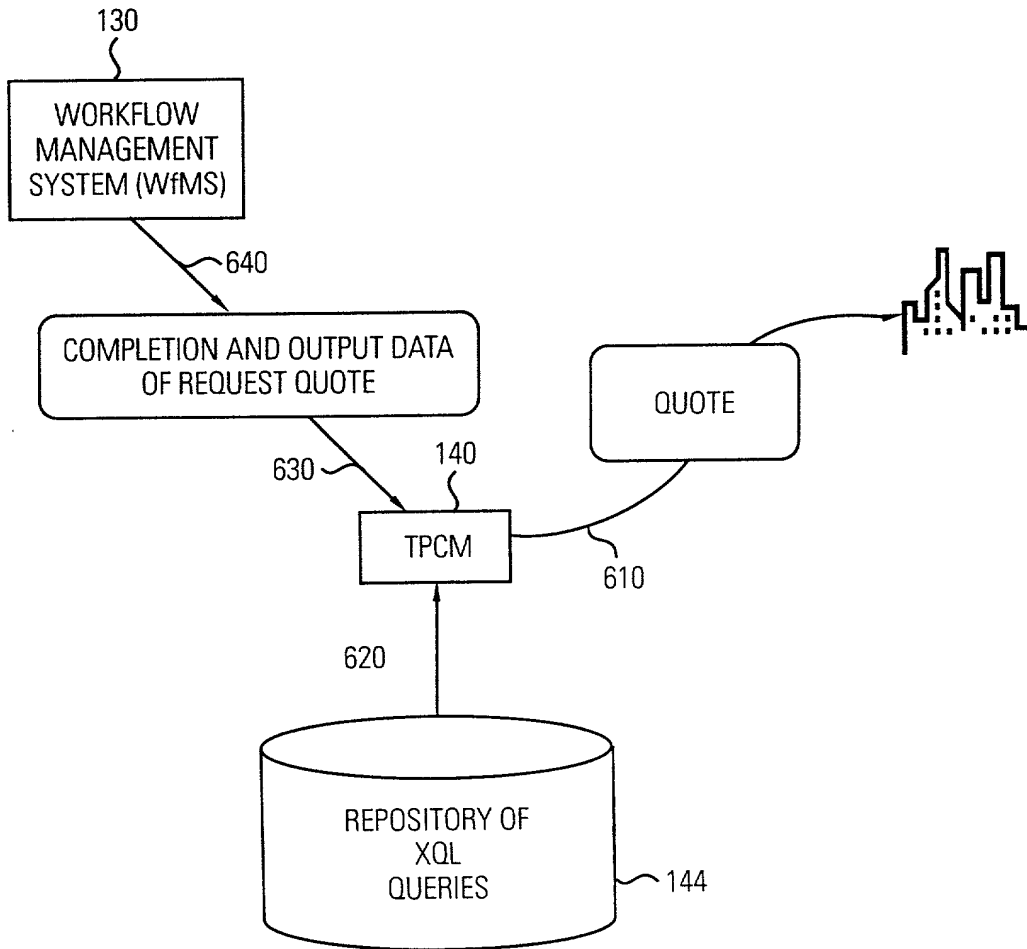 130
WORKFLOW
MANAGEMENT
SYSTEM (WfMS)
640
COMPLETION AND OUTPUT DATA
OF REQUEST QUOTE
QUOTE
630
140
TPCM
610
620
REPOSITORY OF
XQL
QUERIES
144